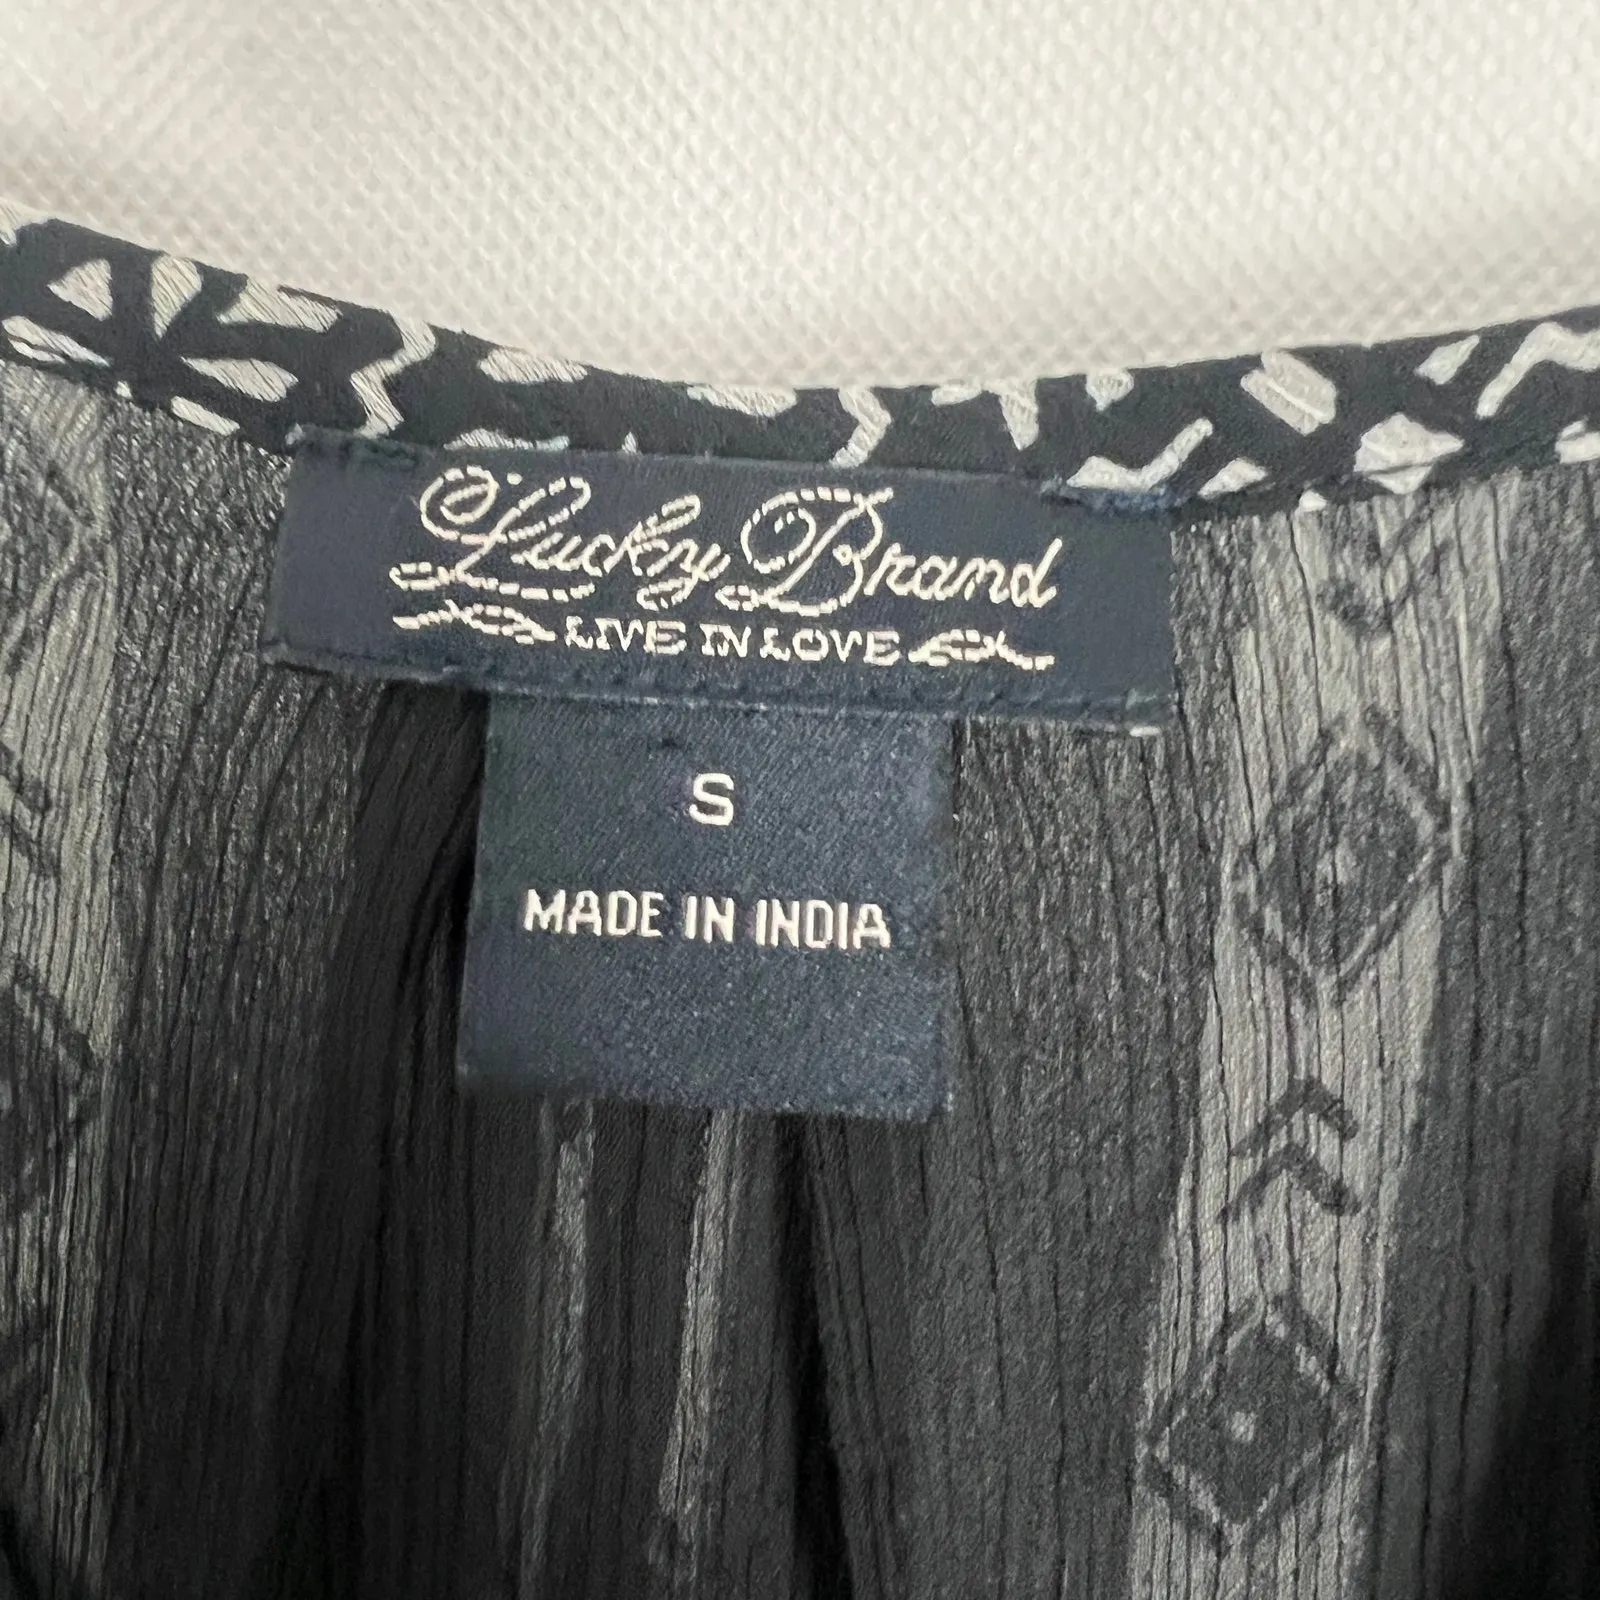 Lucky Brand
LIVE IN LOVE
S
MADE IN INDIA